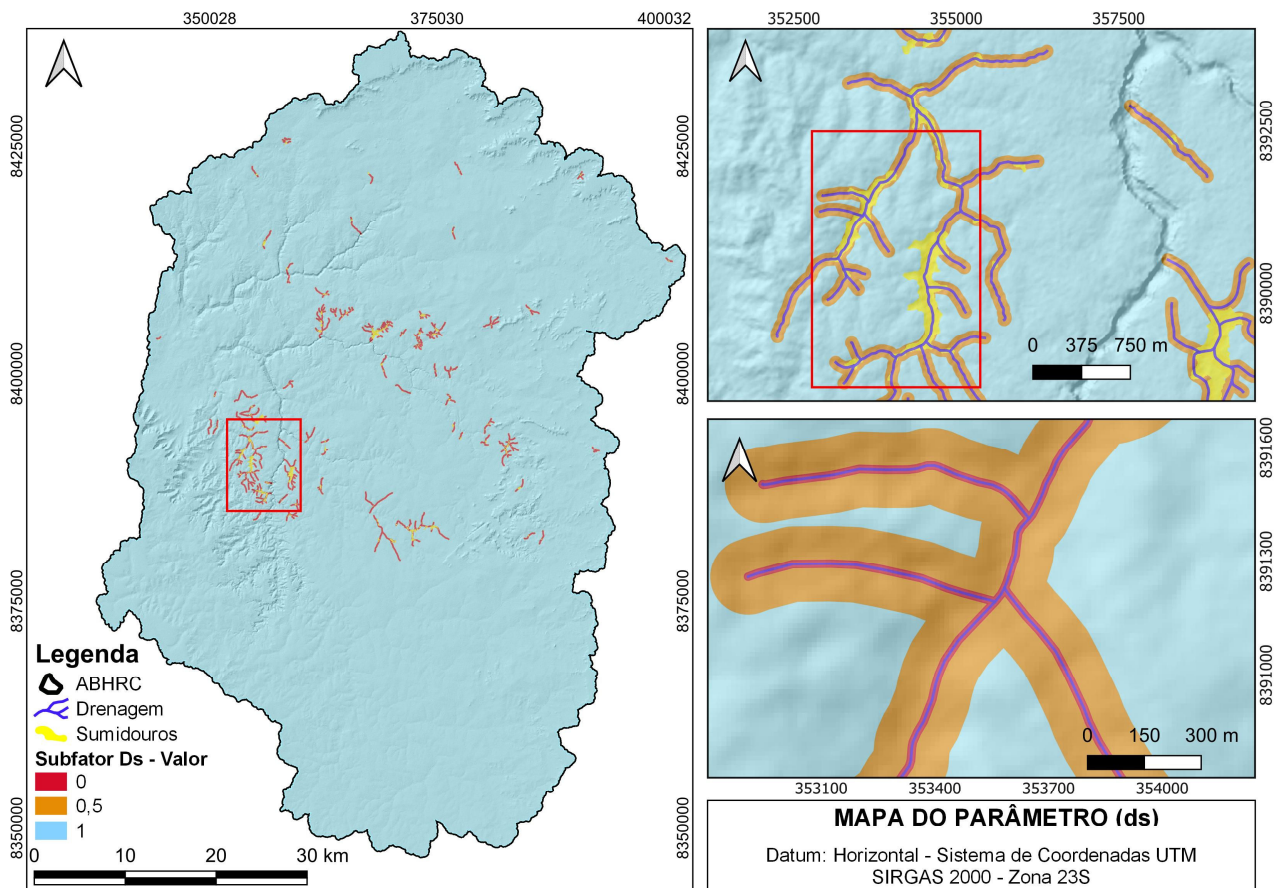 350028 375030 400032
8425000
8400000
8375000
8350000
Legenda
ABHRC
Drenagem
Sumidouros
Subfator Ds - Valor
0
0,5
1
0 10 20 30 km
352500 355000 357500
8392500
8390000
0 375 750 m
8391600
8391300
8391000
0 150 300 m
353100 353400 353700 354000
MAPA DO PARÂMETRO (ds)
Datum: Horizontal - Sistema de Coordenadas UTM
SIRGAS 2000 - Zona 23S
8425000
8400000
8375000
8350000